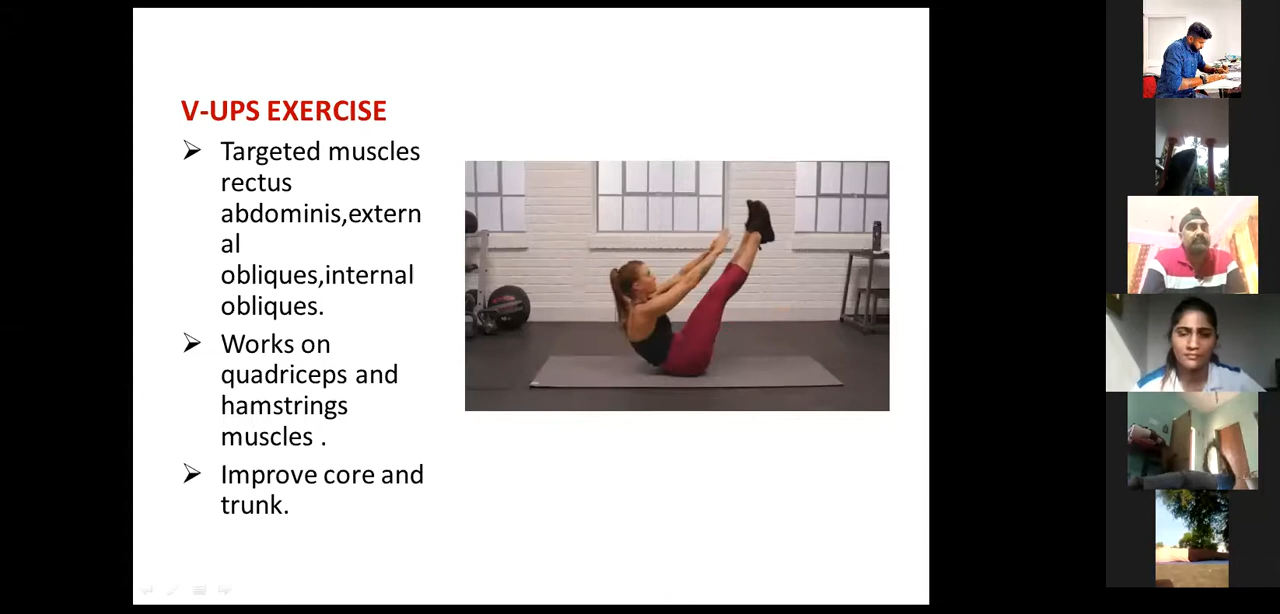 V-UPS EXERCISE
➢ Targeted muscles
rectus
abdominis,extern
al
obliques,internal
obliques.
➢ Works on
quadriceps and
hamstrings
muscles .
➢ Improve core and
trunk.